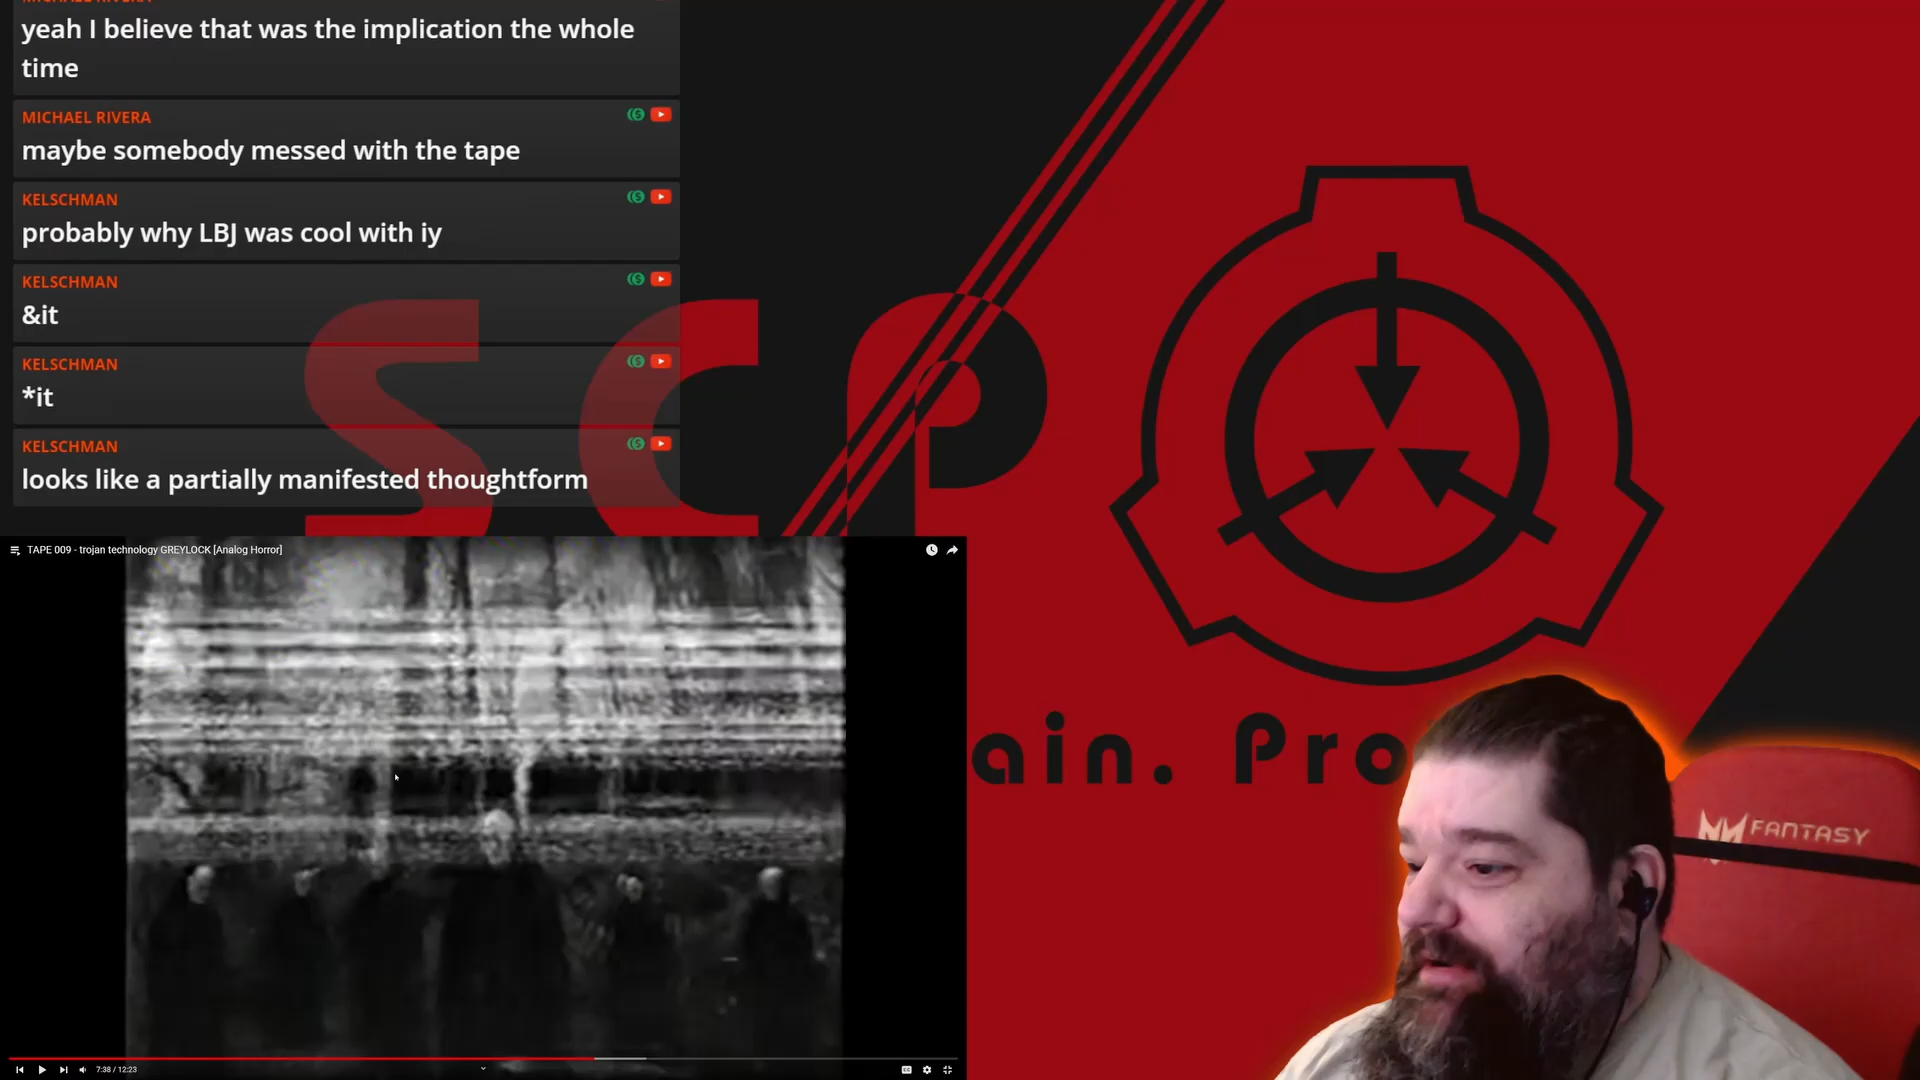 yeah I believe that was the implication the whole
time
MICHAEL RIVERA
maybe somebody messed with the tape
KELSCHMAN
probably why LBJ was cool with iy
KELSCHMAN
&it
KELSCHMAN
*it
KELSCHMAN
looks like a partially manifested thoughtform
SCP
TAPE 009 - trojan technology GREYLOCK [Analog Horror]
ain. Pro
FANTASY
7:38 / 12:23